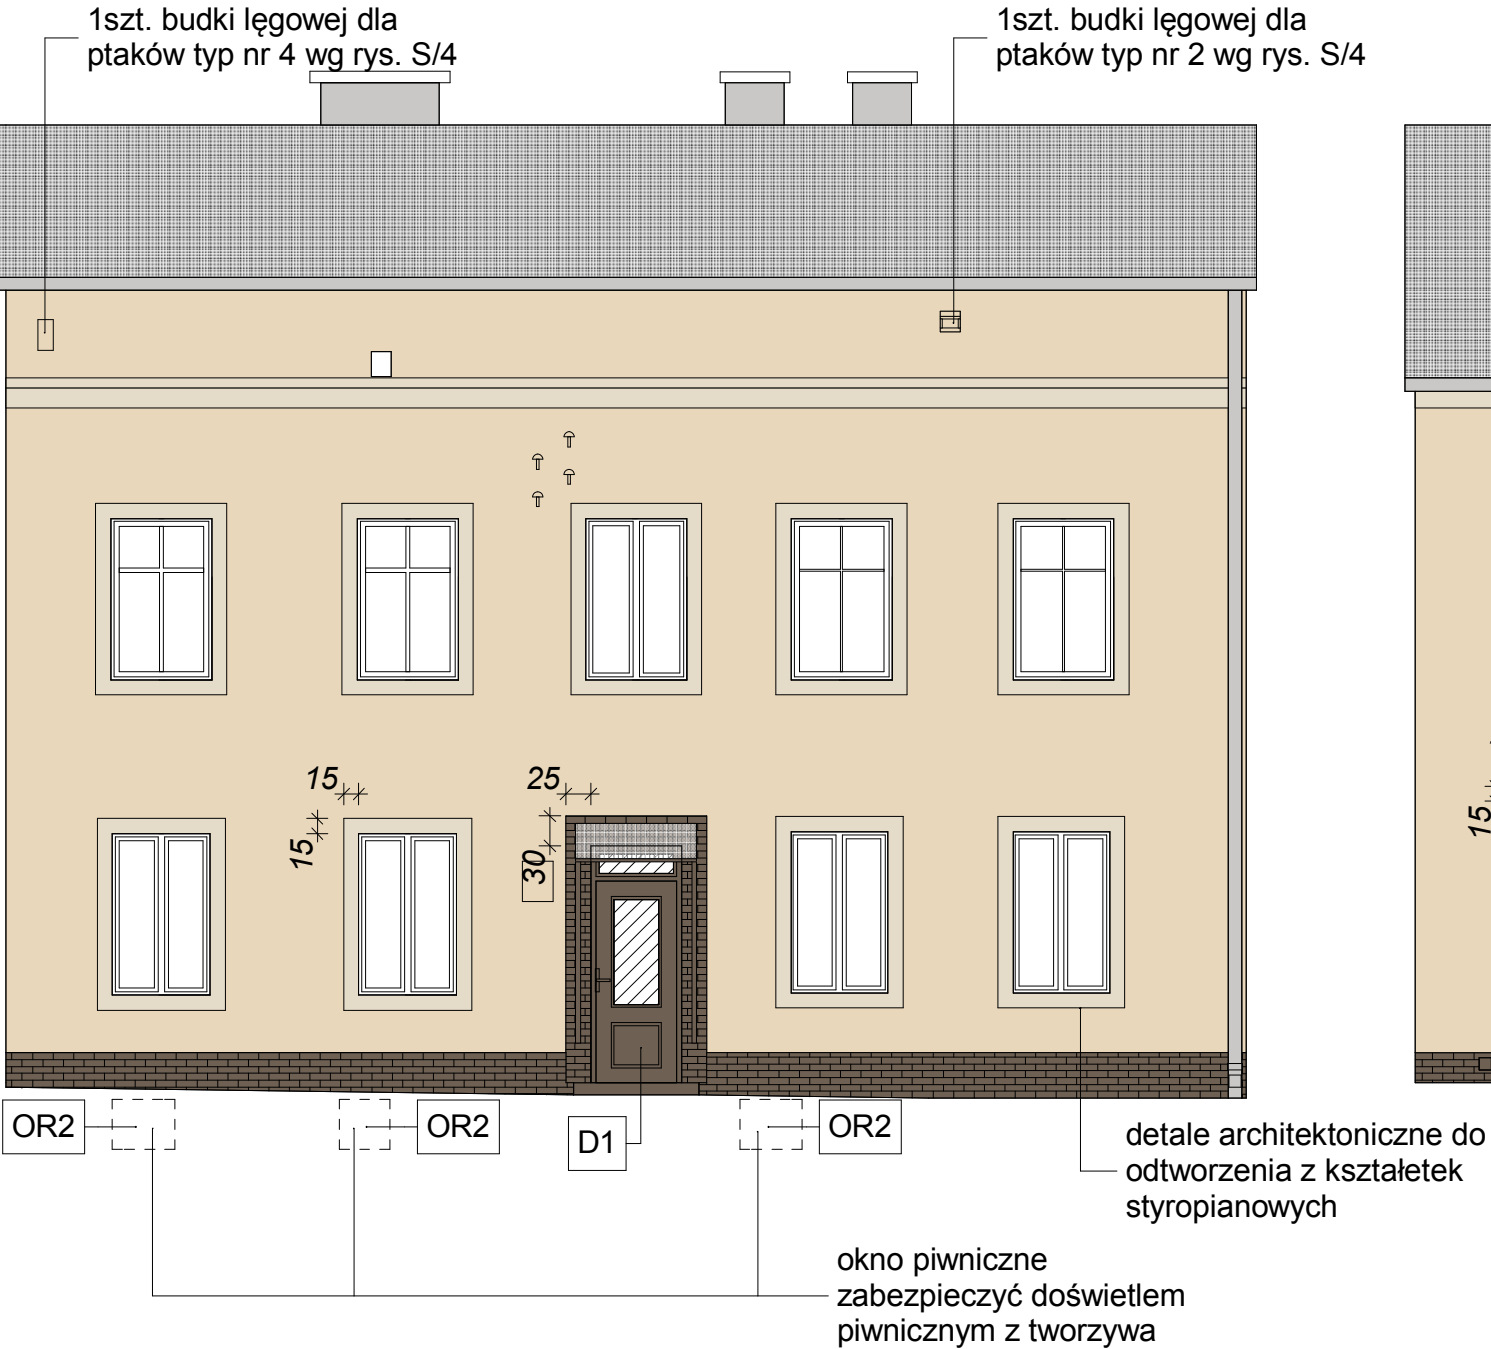 1szt. budki lęgowej dla
ptaków typ nr 4 wg rys. S/4
1szt. budki lęgowej dla
ptaków typ nr 2 wg rys. S/4
15
15
25
30
15
OR2
OR2
D1
OR2
detale architektoniczne do
odtworzenia z kształetek
styropianowych
okno piwniczne
zabezpieczyć doświetlem
piwnicznym z tworzywa